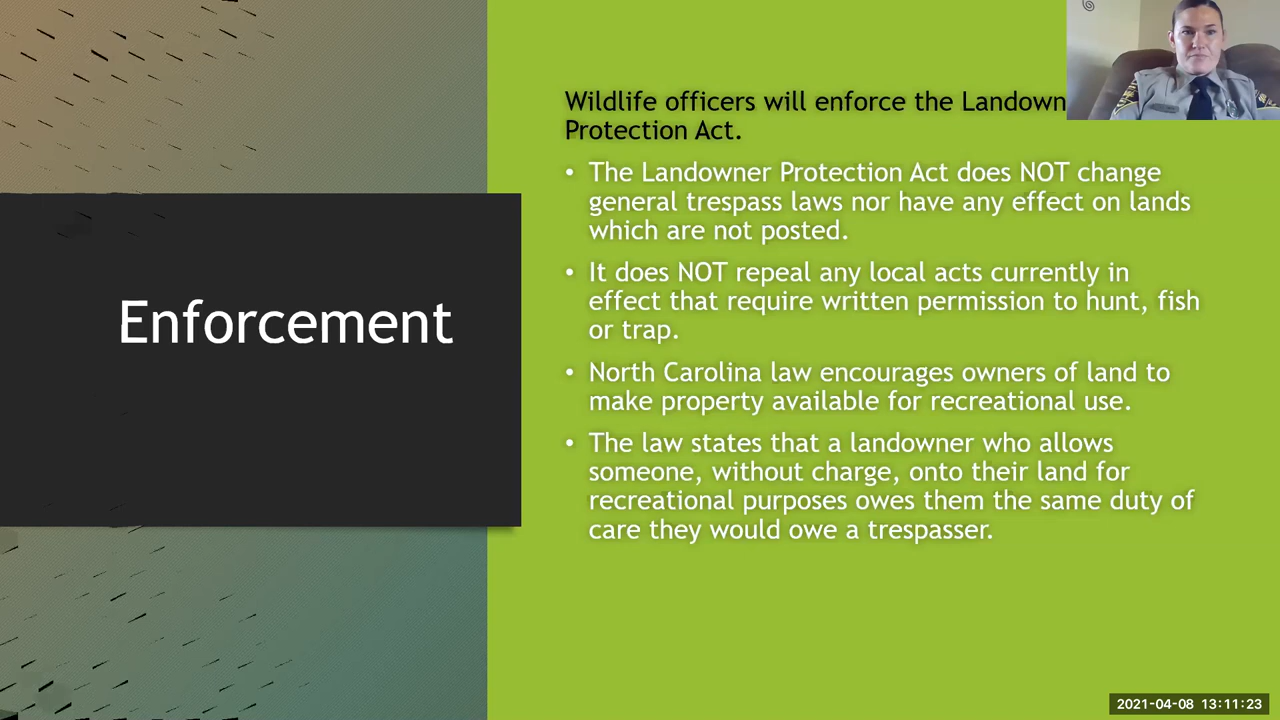 Enforcement
Wildlife officers will enforce the Landown
Protection Act.
• The Landowner Protection Act does NOT change
general trespass laws nor have any effect on lands
which are not posted.
• It does NOT repeal any local acts currently in
effect that require written permission to hunt, fish
or trap.
• North Carolina law encourages owners of land to
make property available for recreational use.
• The law states that a landowner who allows
someone, without charge, onto their land for
recreational purposes owes them the same duty of
care they would owe a trespasser.
2021-04-08 13:11:23